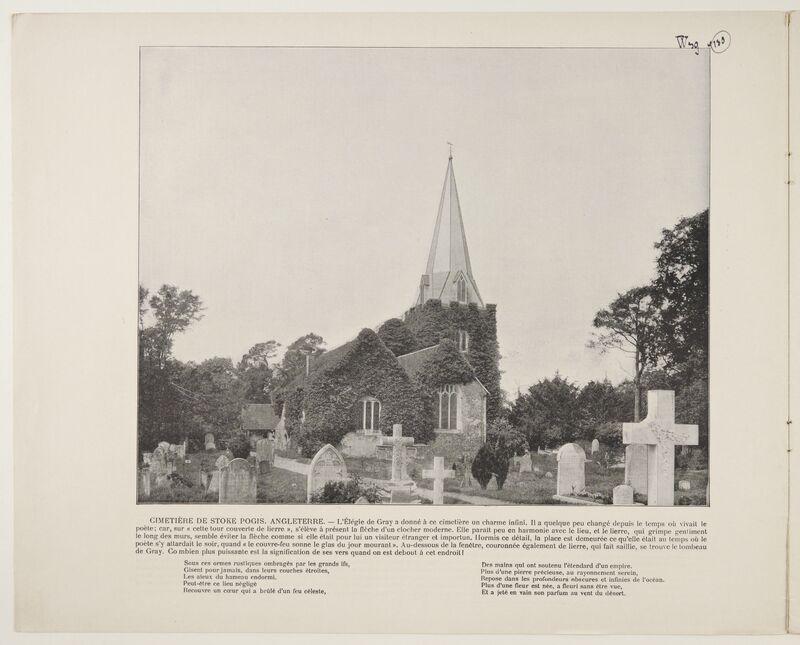 CIMETIÈRE DE STOKE POGIS, ANGLETERRE. — L'Élégie de Gray a donné à ce cimetière un charme infini. Il a quelque peu changé depuis le temps où vivait le
poète; car, sur « cette tour couverte de lierre », s'élève à présent la flèche d'un clocher moderne. Elle paraît peu en harmonie avec le lieu, et le lierre, qui grimpe gentiment
le long des murs, semble éviter la flèche comme si elle était pour lui un visiteur étranger et importun. Hormis ce détail, la place est demeurée ce qu'elle était au temps où le
poète s'y attardait le soir, quand « le couvre-feu sonne le glas du jour mourant ». Au-dessous de la fenêtre, couronnée également de lierre, qui fait saillie, se trouve le tombeau
de Gray. Combien plus puissante est la signification de ses vers quand on est debout à cet endroit!
Sous ces ormes rustiques ombragés par les grands ifs,
Gisent pour jamais, dans leurs couches étroites,
Les aïeux du hameau endormi.
Peut-être ce lieu négligé
Recouvre un cœur qui a brûlé d'un feu céleste,
Des mains qui ont soutenu l'étendard d'un empire.
Plus d'une pierre précieuse, au rayonnement serein,
Repose dans les profondeurs obscures et infinies de l'océan.
Plus d'une fleur est née, a fleuri sans être vue,
Et a jeté en vain son parfum au vent du désert.